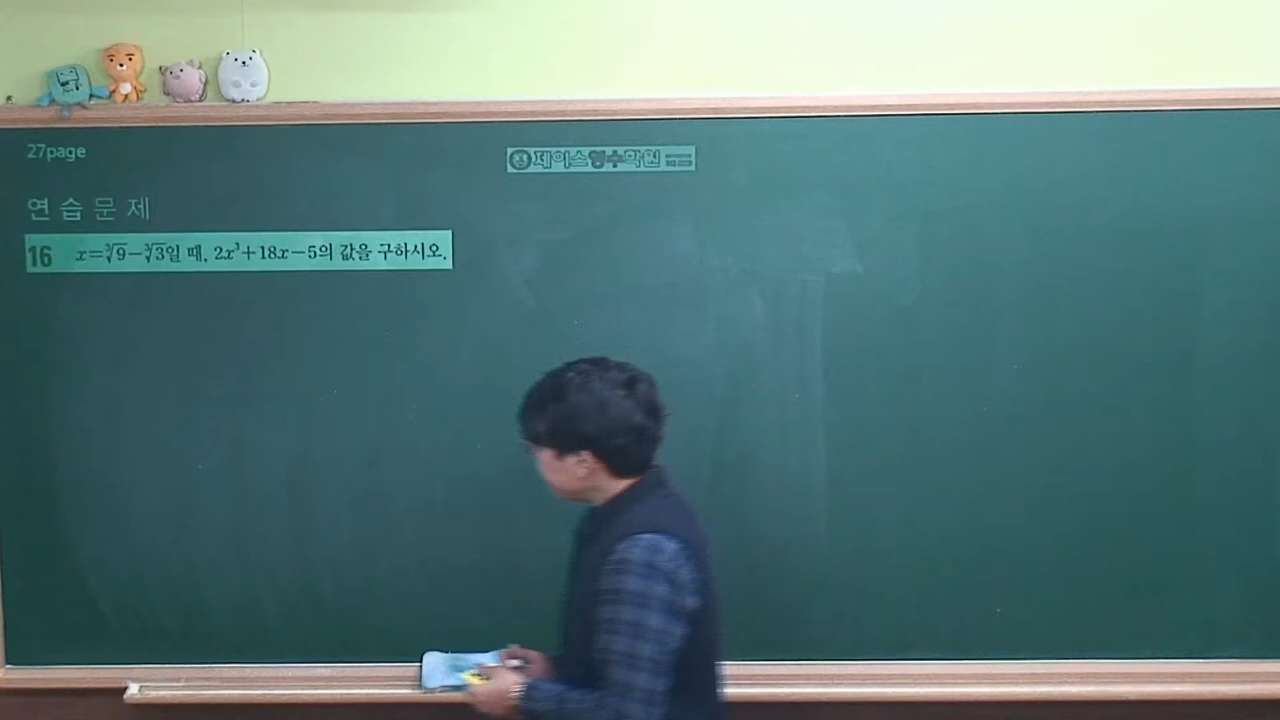 27page
제이스영수학원
연 습 문 제
16 x=∛9-∛3일 때, 2x³+18x-5의 값을 구하시오.